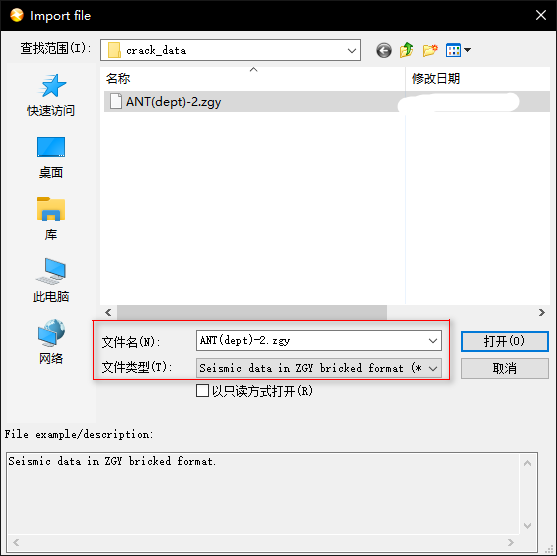 Import file
查找范围(I):
crack_data
名称
修改日期
ANT(dept)-2.zgy
快速访问
桌面
库
此电脑
网络
文件名(N):
ANT(dept)-2.zgy
打开(O)
文件类型(T):
Seismic data in ZGY bricked format (*
取消
以只读方式打开(R)
File example/description:
Seismic data in ZGY bricked format.